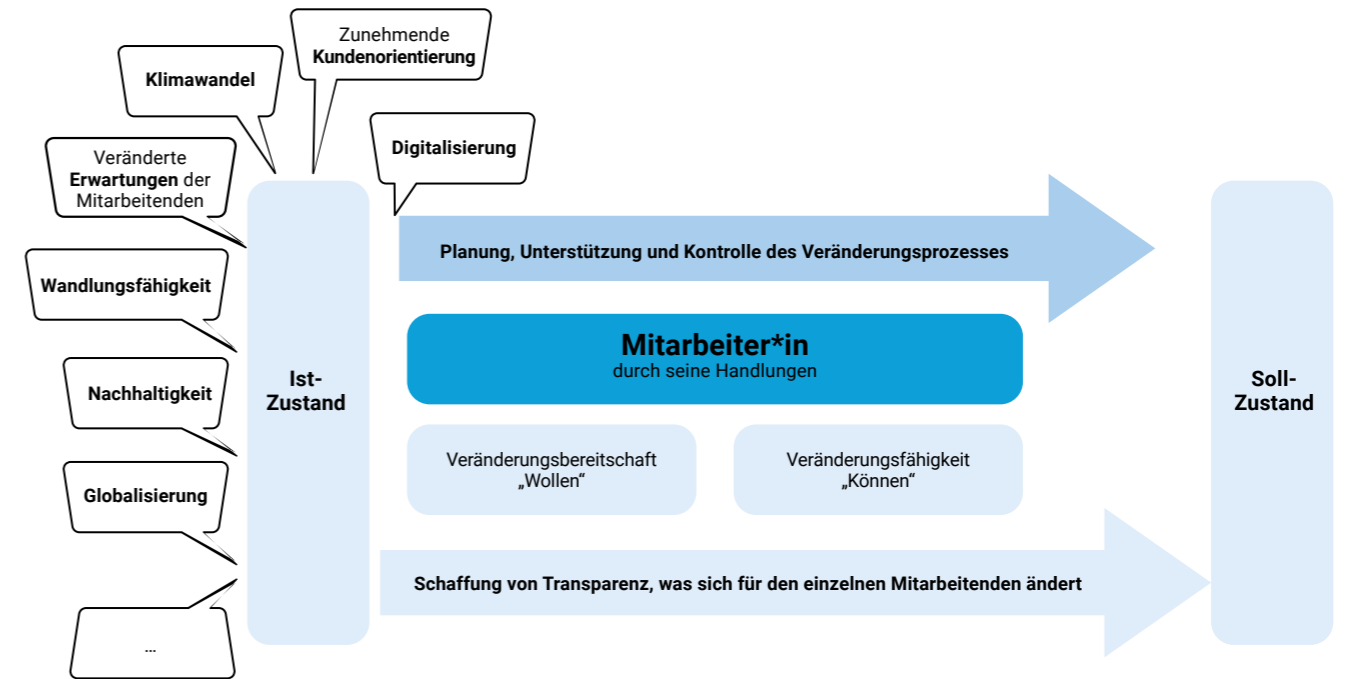 Zunehmende
Kundenorientierung
Klimawandel
Digitalisierung
Veränderte
Erwartungen der
Mitarbeitenden
Wandlungsfähigkeit
Nachhaltigkeit
Globalisierung
...
Ist-
Zustand
Planung, Unterstützung und Kontrolle des Veränderungsprozesses
Mitarbeiter*in
durch seine Handlungen
Veränderungsbereitschaft
„Wollen“
Veränderungsfähigkeit
„Können“
Schaffung von Transparenz, was sich für den einzelnen Mitarbeitenden ändert
Soll-
Zustand